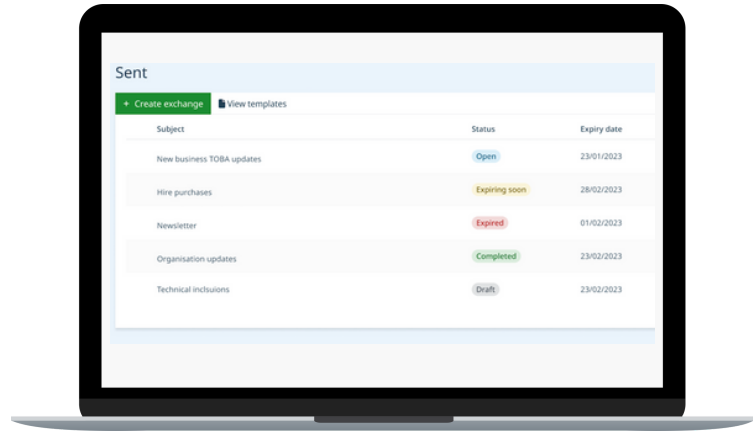 Sent
+ Create exchange View templates
Subject Status Expiry date
New business TOBA updates Open 23/01/2023
Hire purchases Expiring soon 28/02/2023
Newsletter Expired 01/02/2023
Organisation updates Completed 23/02/2023
Technical inclsuions Draft 23/02/2023